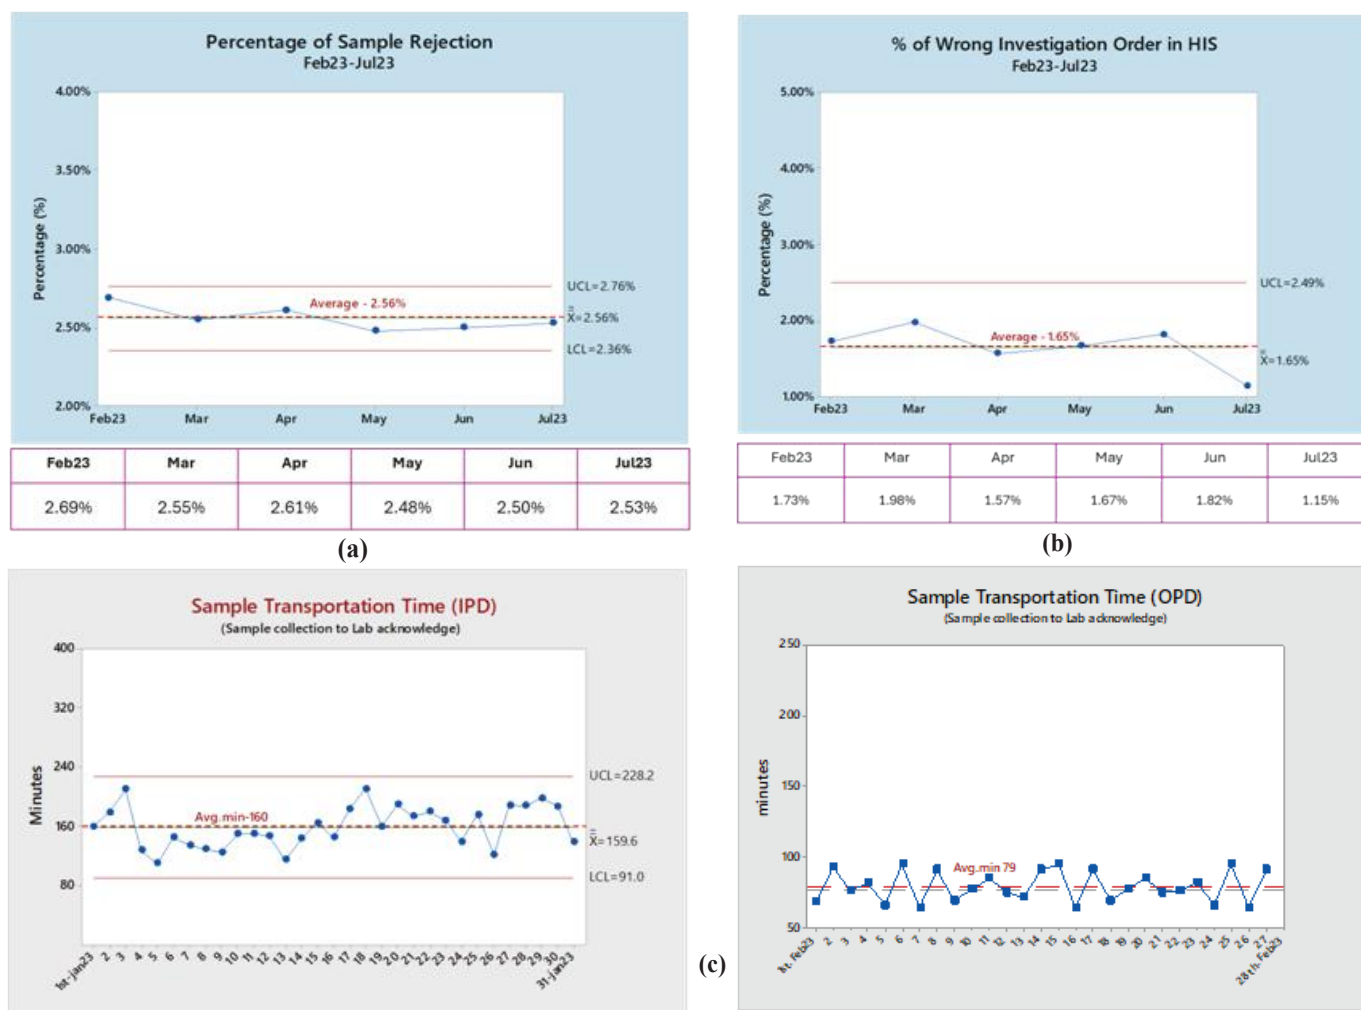 Percentage of Sample Rejection
Feb23-Jul23
4.00%
3.50%
3.00%
2.50%
2.00%
Percentage (%)
UCL=2.76%
Average - 2.56%
X=2.56%
LCL=2.36%
Feb23 Mar Apr May Jun Jul23
Feb23 Mar Apr May Jun Jul23
2.69% 2.55% 2.61% 2.48% 2.50% 2.53%
(a)
% of Wrong Investigation Order in HIS
Feb23-Jul23
5.00%
4.00%
3.00%
2.00%
1.00%
Percentage (%)
UCL=2.49%
Average - 1.65%
X=1.65%
Feb23 Mar Apr May Jun Jul23
Feb23 Mar Apr May Jun Jul23
1.73% 1.98% 1.57% 1.67% 1.82% 1.15%
(b)
Sample Transportation Time (IPD)
(Sample collection to Lab acknowledge)
400
320
240
160
80
Minutes
UCL=228.2
Avg.min-160
X=159.6
LCL=91.0
1st-jan23 2 3 4 5 6 7 8 9 10 11 12 13 14 15 16 17 18 19 20 21 22 23 24 25 26 27 28 29 30 31-jan23
Sample Transportation Time (OPD)
(Sample collection to Lab acknowledge)
250
200
150
100
50
minutes
Avg.min 79
1st. Feb23 2 3 4 5 6 7 8 9 10 11 12 13 14 15 16 17 18 19 20 21 22 23 24 25 26 27 28th. Feb23
(c)